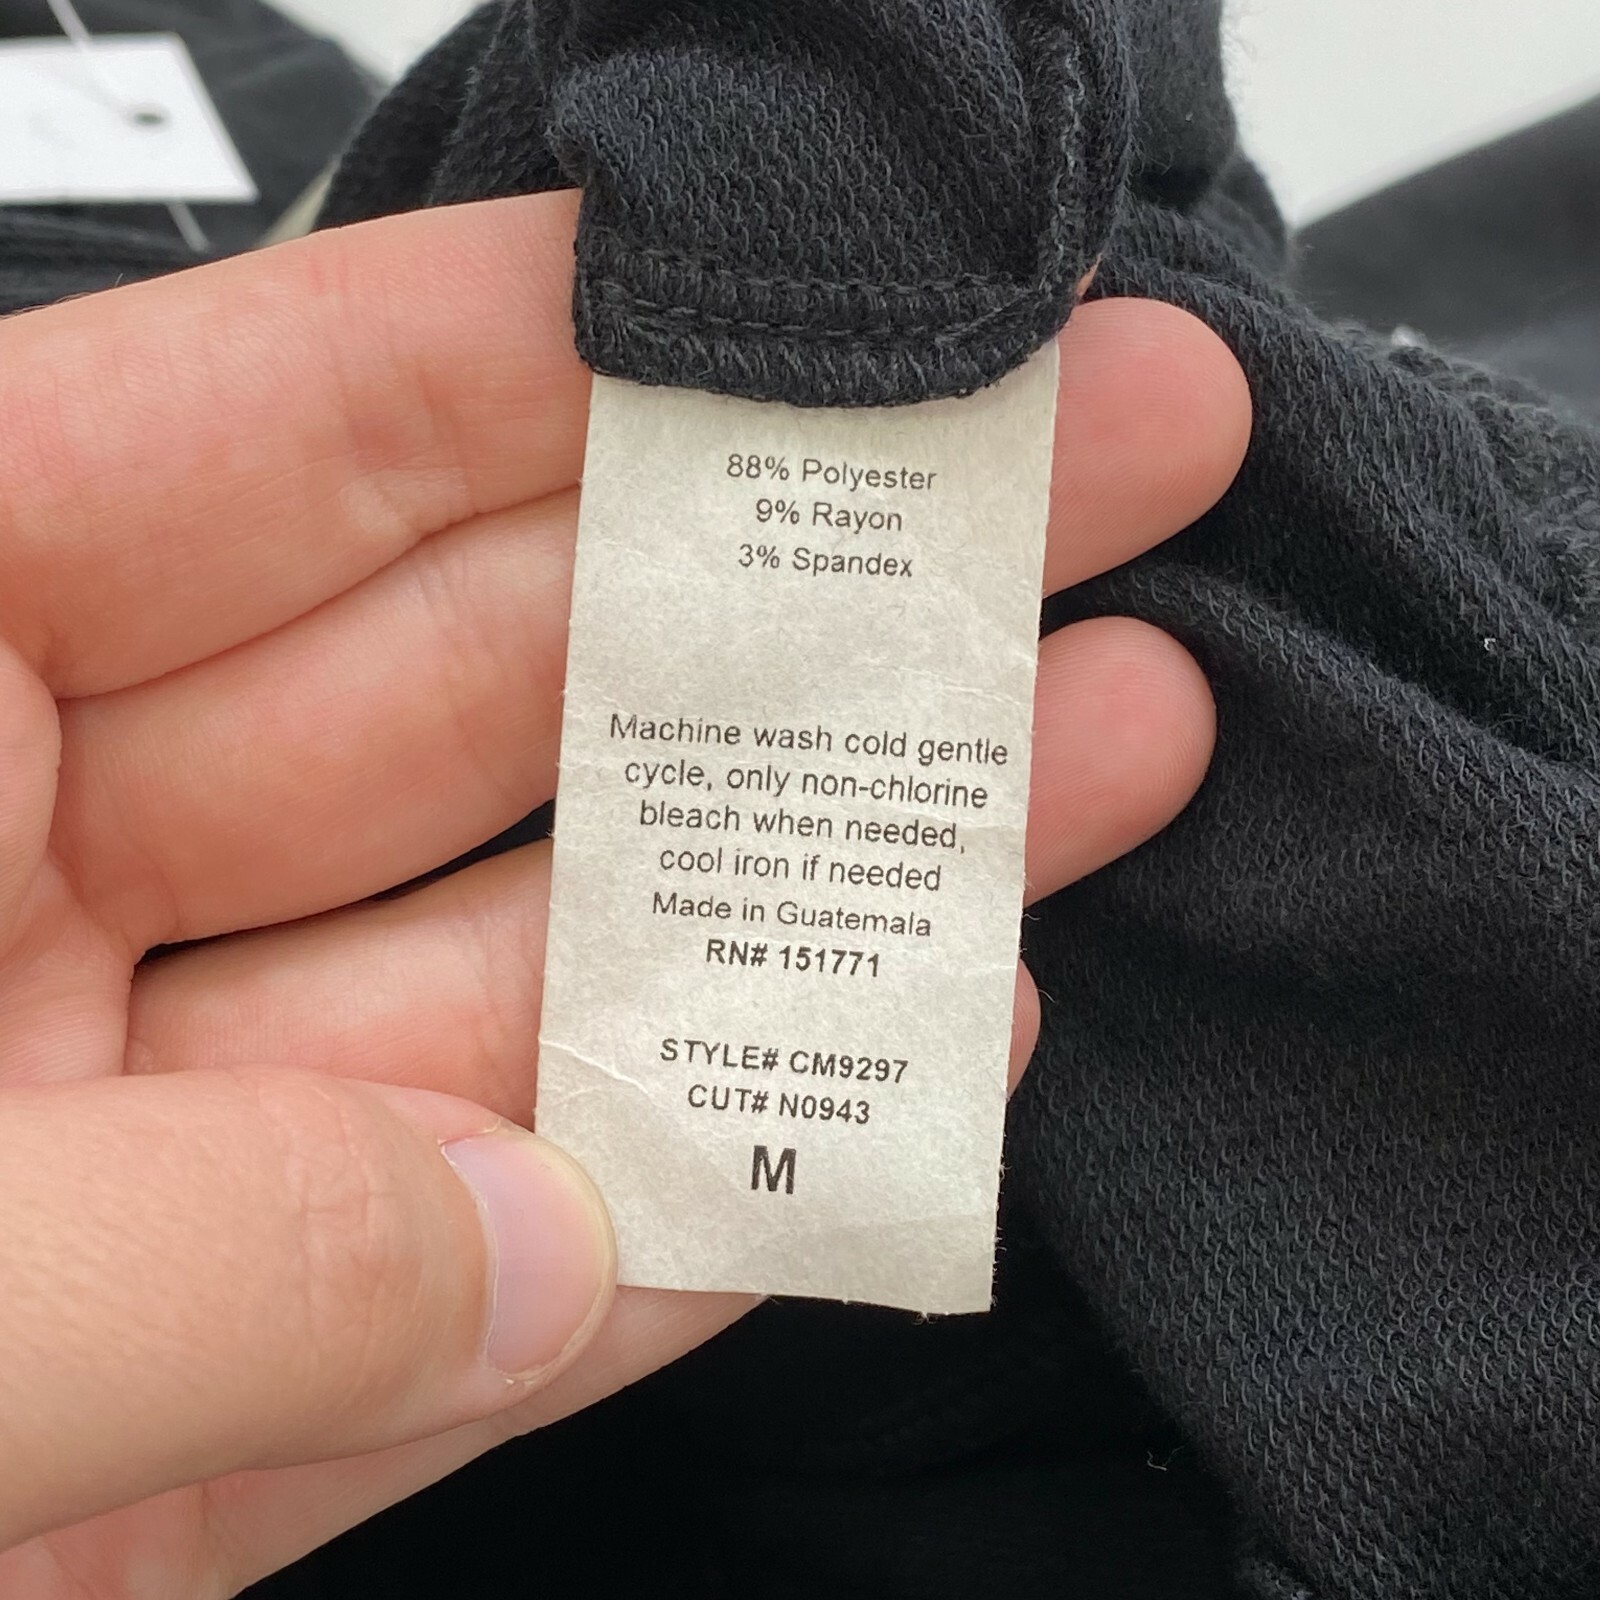 88% Polyester
9% Rayon
3% Spandex
Machine wash cold gentle
cycle, only non-chlorine
bleach when needed,
cool iron if needed
Made in Guatemala
RN# 151771
STYLE# CM9297
CUT# N0943
M